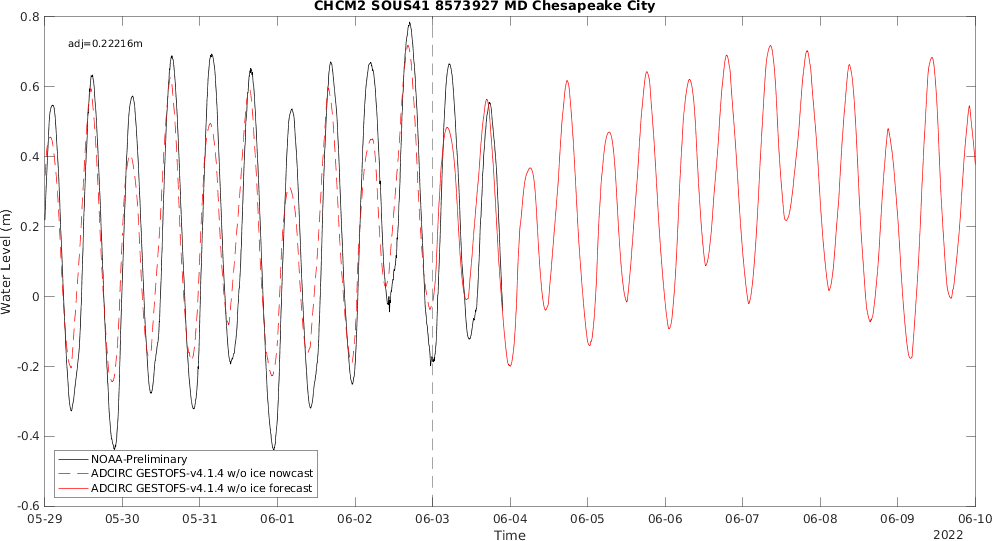 CHCM2 SOUS41 8573927 MD Chesapeake City
adj=0.22216m
Water Level (m)
0.8
0.6
0.4
0.2
0
-0.2
-0.4
-0.6
NOAA-Preliminary
ADCIRC GESTOFS-v4.1.4 w/o ice nowcast
ADCIRC GESTOFS-v4.1.4 w/o ice forecast
05-29 05-30 05-31 06-01 06-02 06-03 06-04 06-05 06-06 06-07 06-08 06-09 06-10
Time
2022